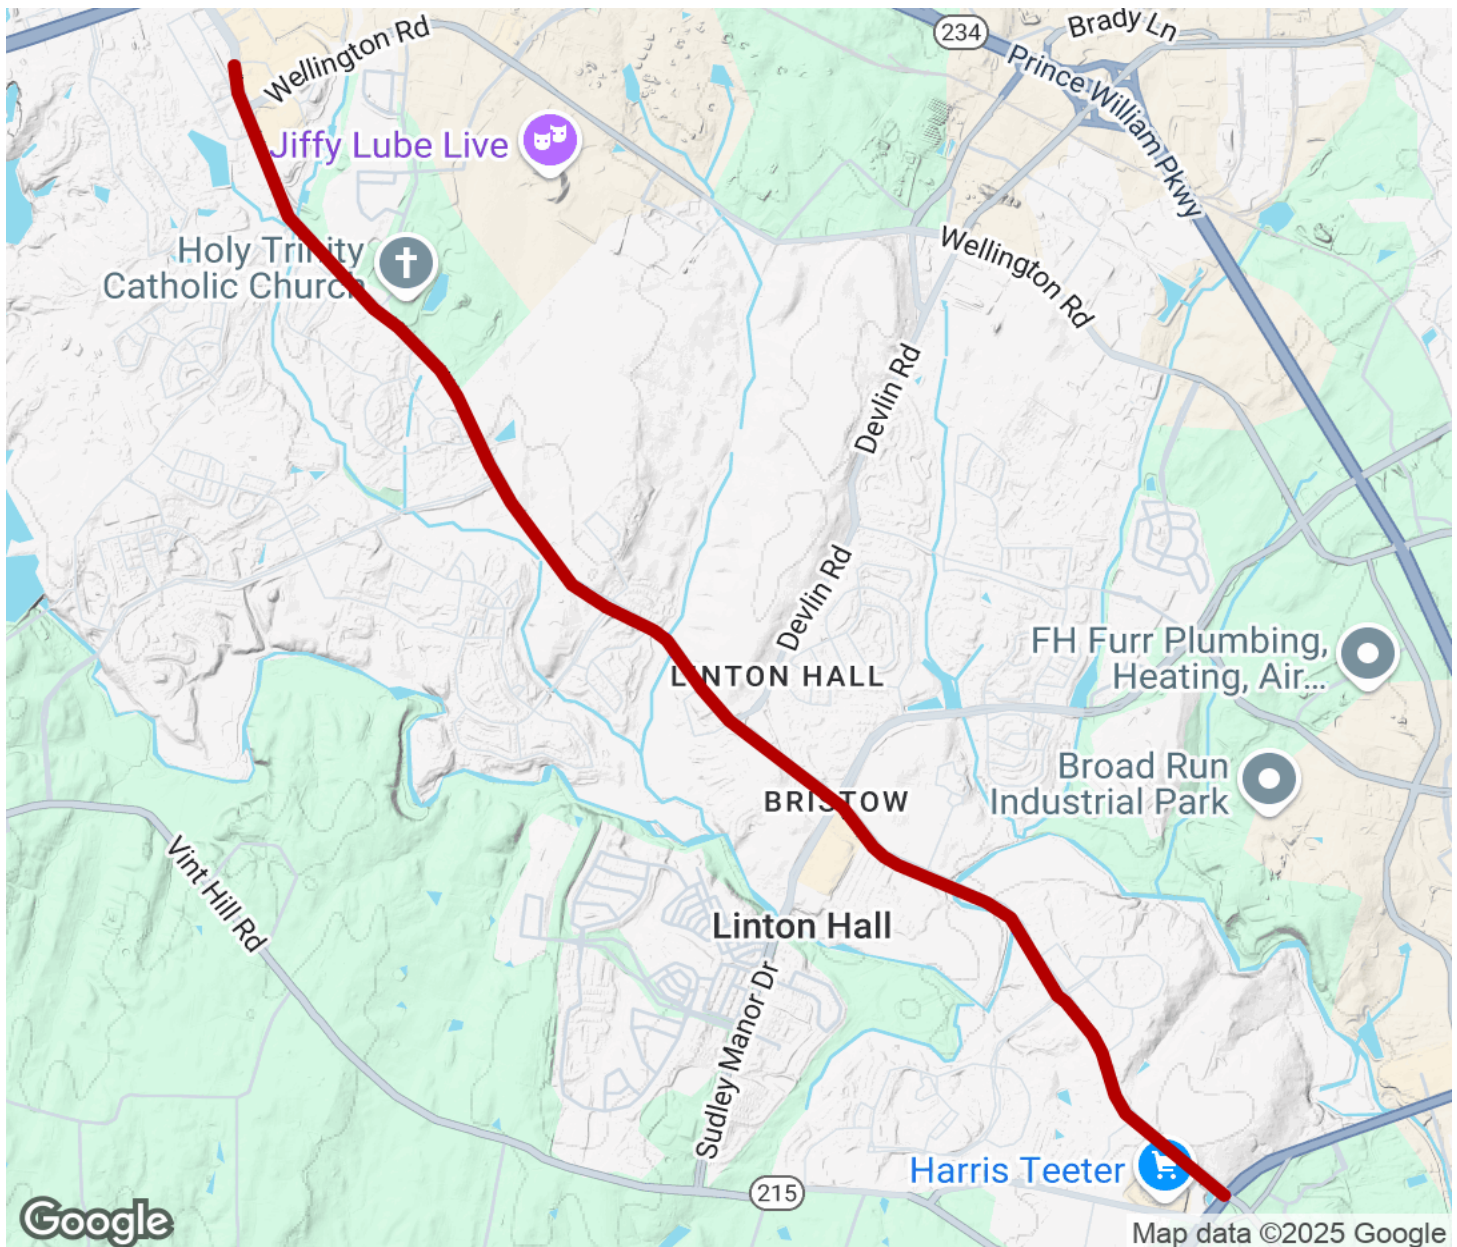 234
Brady Ln
Wellington Rd
Prince William Pkwy
Jiffy Lube Live
Holy Trinity
Catholic Church
Wellington Rd
Devlin Rd
Devlin Rd
FH Furr Plumbing,
Heating, Air...
LINTON HALL
Broad Run
Industrial Park
BRISTOW
Vint Hill Rd
Linton Hall
Sudley Manor Dr
Harris Teeter
215
Google
Map data ©2025 Google